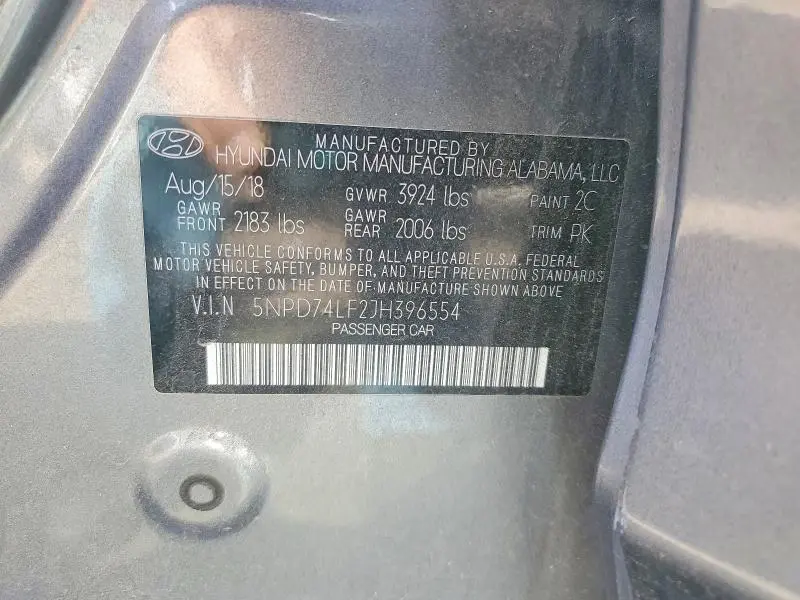 MANUFACTURED BY
HYUNDAI MOTOR MANUFACTURING ALABAMA, LLC
Aug/15/18 GVWR 3924 lbs PAINT 2C
GAWR FRONT 2183 lbs GAWR REAR 2006 lbs TRIM PK
THIS VEHICLE CONFORMS TO ALL APPLICABLE U.S.A. FEDERAL
MOTOR VEHICLE SAFETY, BUMPER, AND THEFT PREVENTION STANDARDS
IN EFFECT ON THE DATE OF MANUFACTURE SHOWN ABOVE
V.I.N 5NPD74LF2JH396554
PASSENGER CAR